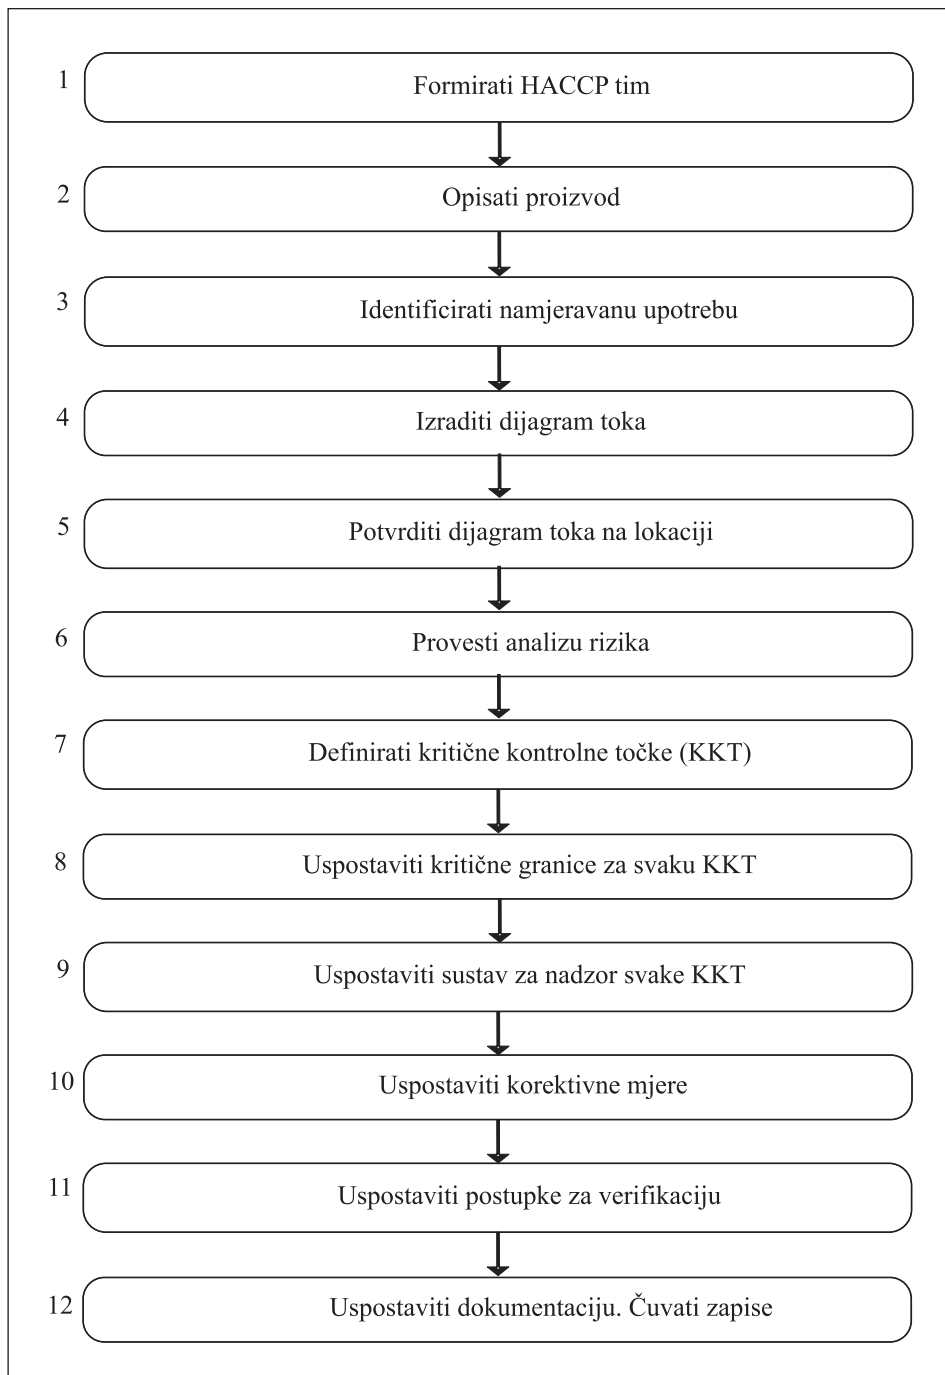 1 Formirati HACCP tim
2 Opisati proizvod
3 Identificirati namjeravanu upotrebu
4 Izraditi dijagram toka
5 Potvrditi dijagram toka na lokaciji
6 Provesti analizu rizika
7 Definirati kritične kontrolne točke (KKT)
8 Uspostaviti kritične granice za svaku KKT
9 Uspostaviti sustav za nadzor svake KKT
10 Uspostaviti korektivne mjere
11 Uspostaviti postupke za verifikaciju
12 Uspostaviti dokumentaciju. Čuvati zapise